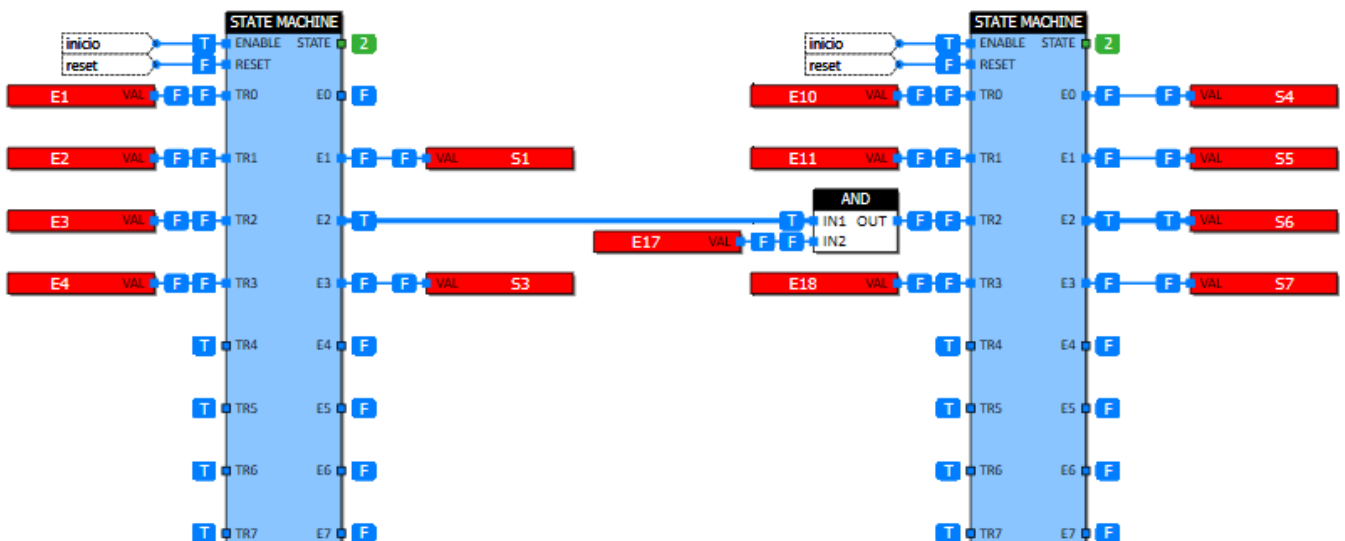 STATE MACHINE STATE MACHINE
inicio T ENABLE STATE 2 inicio T ENABLE STATE 2
reset F RESET reset F RESET
E1 VAL F F TR0 E0 F E10 VAL F F TR0 E0 F F VAL S4
E2 VAL F F TR1 E1 F F VAL S1 E11 VAL F F TR1 E1 F F VAL S5
AND
E3 VAL F F TR2 E2 T T IN1 OUT F F TR2 E2 T T VAL S6
E17 VAL F F IN2
E4 VAL F F TR3 E3 F F VAL S3 E18 VAL F F TR3 E3 F F VAL S7
T TR4 E4 F T TR4 E4 F
T TR5 E5 F T TR5 E5 F
T TR6 E6 F T TR6 E6 F
T TR7 E7 F T TR7 E7 F